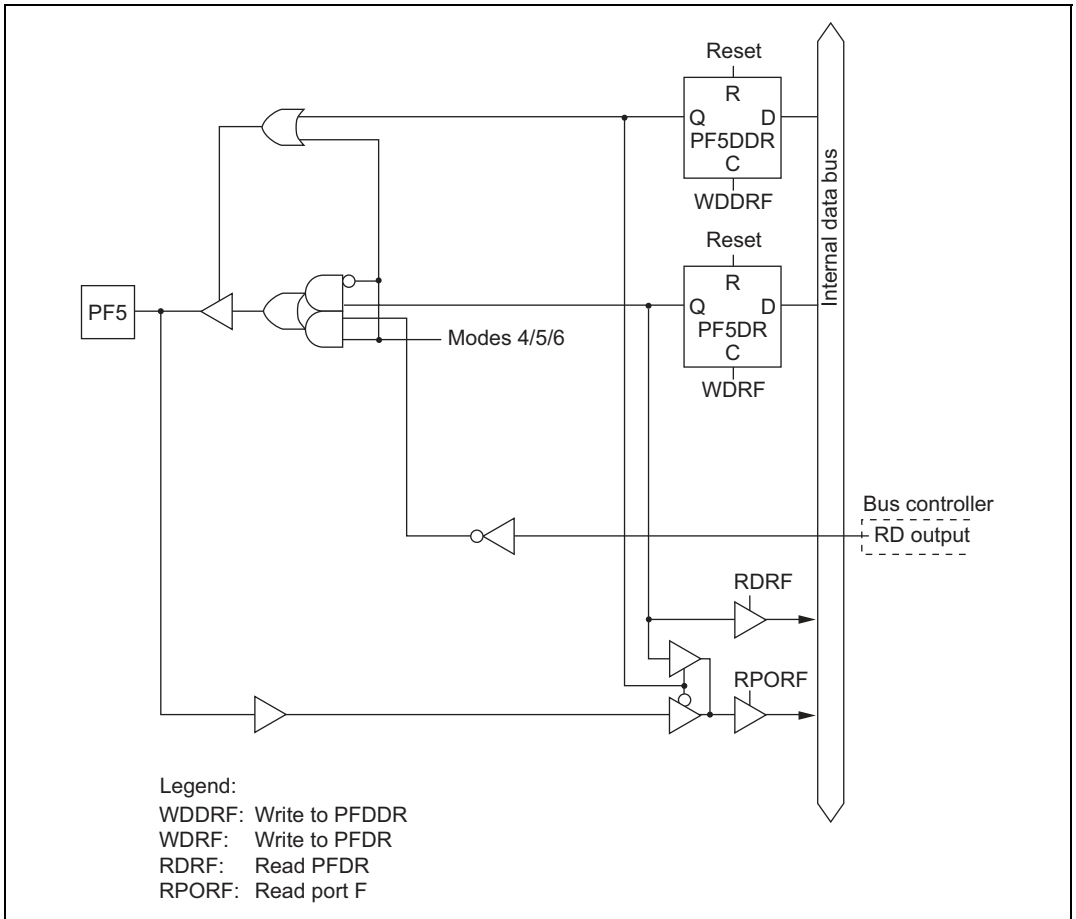 Reset
R
Q D
PF5DDR
C
WDDRF
Internal data bus
Reset
R
Q D
PF5DR
C
WDRF
PF5
Modes 4/5/6
Bus controller
RD output
RDRF
RPORF
Legend:
WDDRF: Write to PFDDR
WDRF: Write to PFDR
RDRF: Read PFDR
RPORF: Read port F